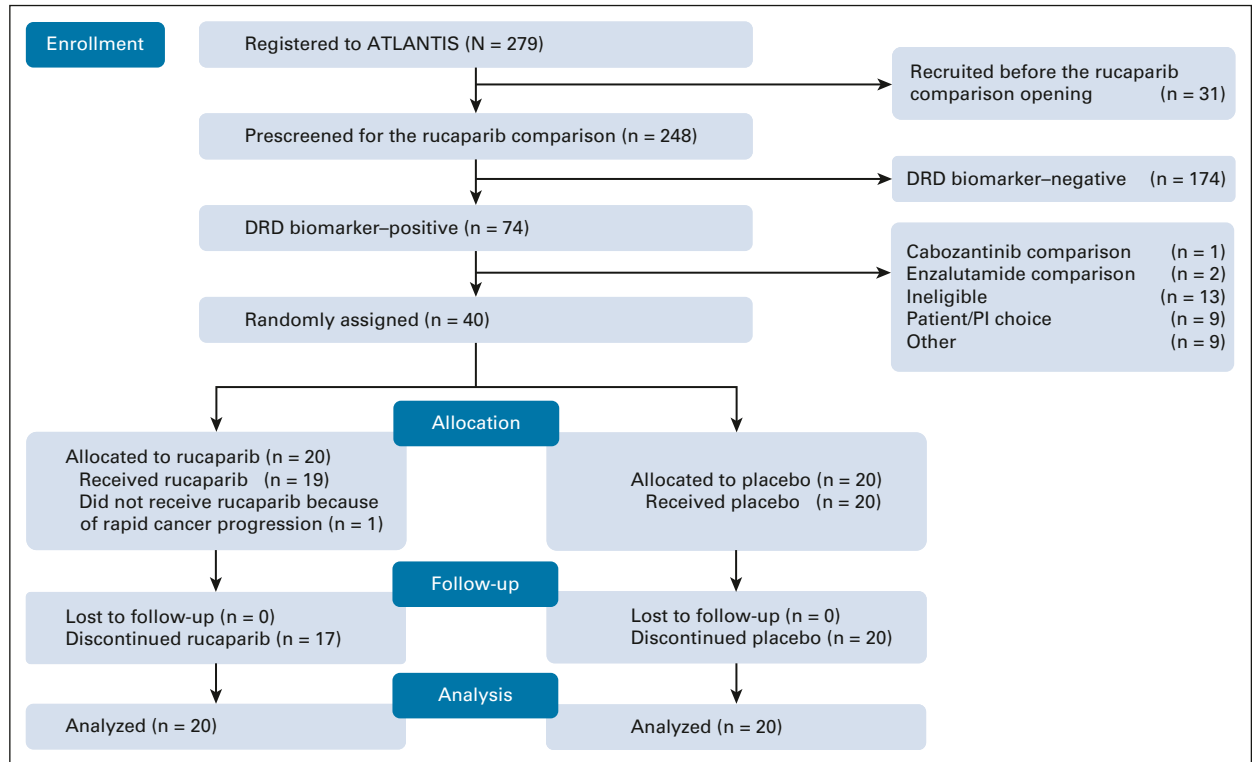 Enrollment
Registered to ATLANTIS (N = 279)
Recruited before the rucaparib
comparison opening (n = 31)
Prescreened for the rucaparib comparison (n = 248)
DRD biomarker–negative (n = 174)
DRD biomarker–positive (n = 74)
Cabozantinib comparison (n = 1)
Enzalutamide comparison (n = 2)
Ineligible (n = 13)
Patient/PI choice (n = 9)
Other (n = 9)
Randomly assigned (n = 40)
Allocation
Allocated to rucaparib (n = 20)
Received rucaparib (n = 19)
Did not receive rucaparib because
of rapid cancer progression (n = 1)
Allocated to placebo (n = 20)
Received placebo (n = 20)
Follow-up
Lost to follow-up (n = 0)
Discontinued rucaparib (n = 17)
Lost to follow-up (n = 0)
Discontinued placebo (n = 20)
Analysis
Analyzed (n = 20)
Analyzed (n = 20)